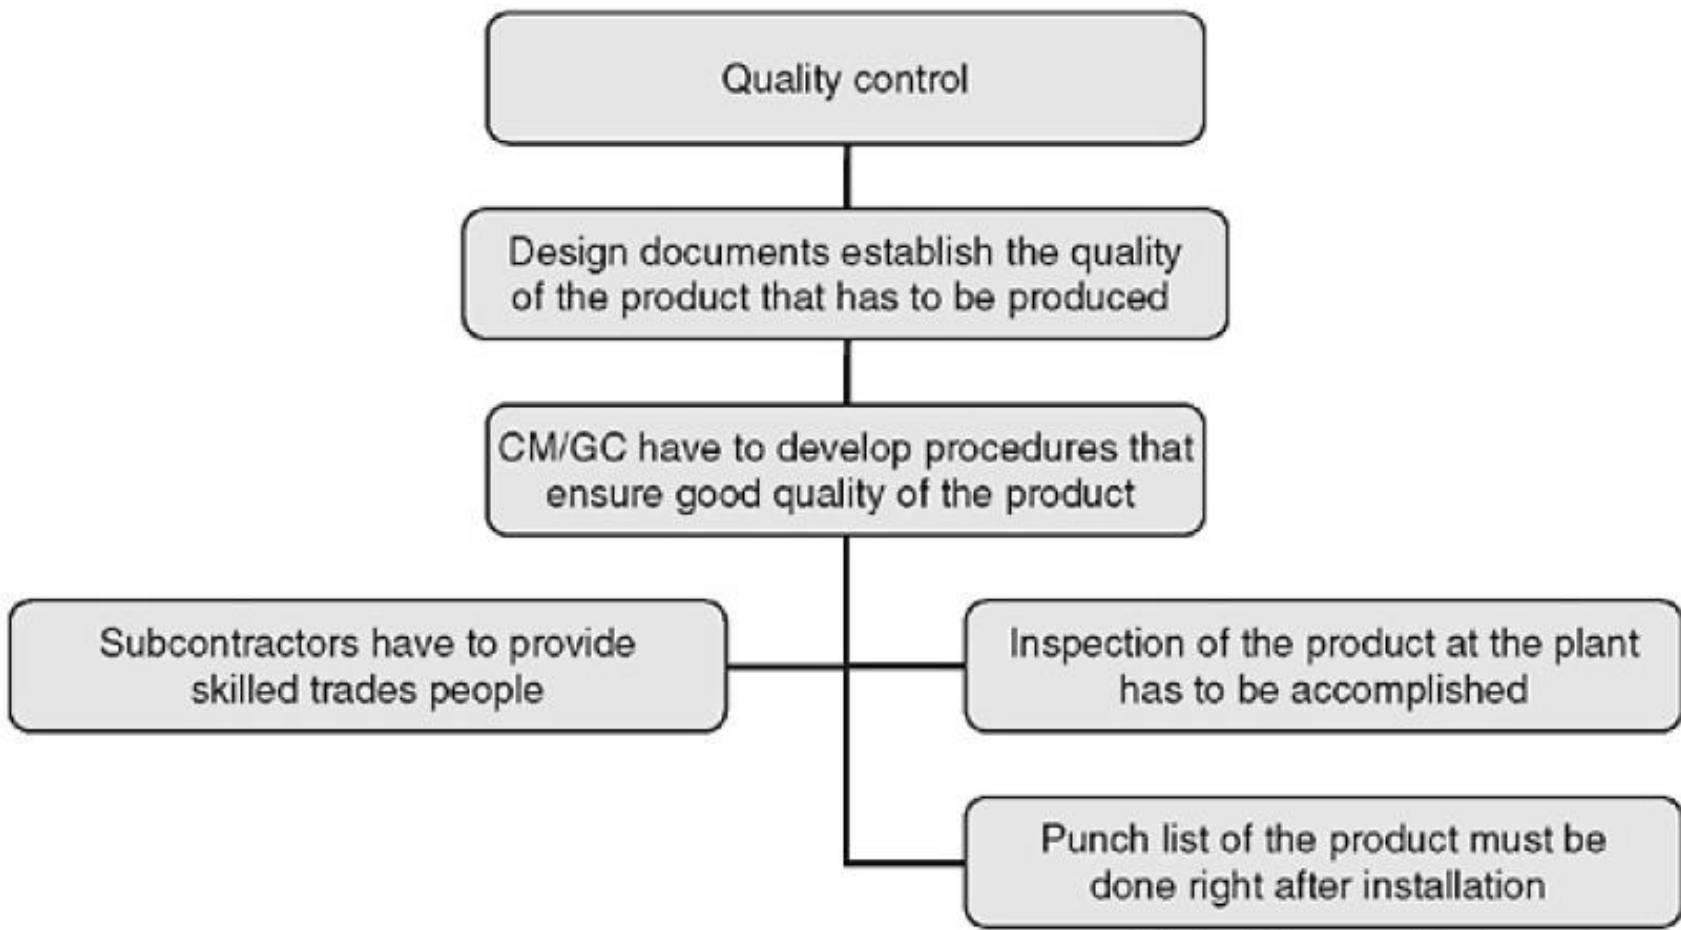 Quality control
Design documents establish the quality
of the product that has to be produced
CM/GC have to develop procedures that
ensure good quality of the product
Subcontractors have to provide
skilled trades people
Inspection of the product at the plant
has to be accomplished
Punch list of the product must be
done right after installation